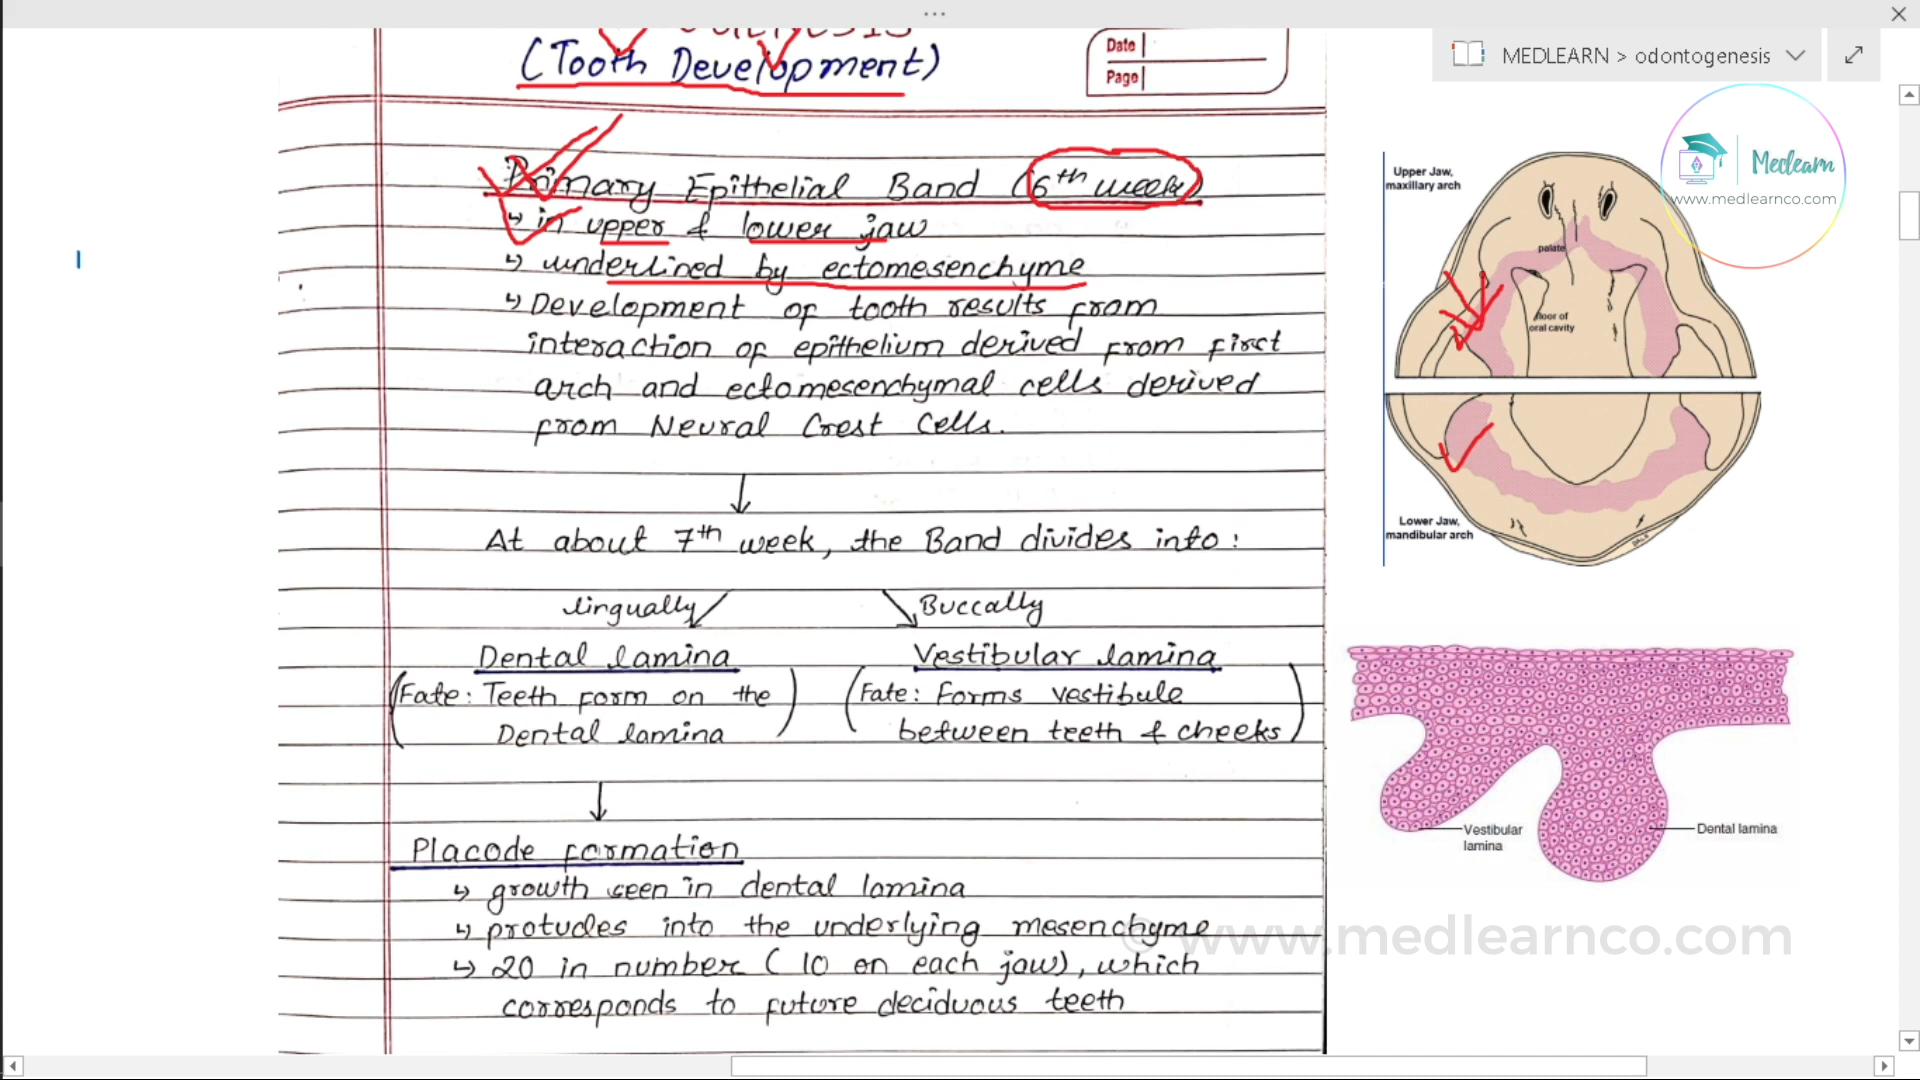 (Tooth Development)
Date
Page
MEDLEARN > odontogenesis
Medlearn
www.medlearnco.com
Primary Epithelial Band (6th week)
↳ in upper & lower jaw
↳ underlined by ectomesenchyme
↳ Development of tooth results from
interaction of epithelium derived from first
arch and ectomesenchymal cells derived
from Neural Crest Cells.
At about 7th week, the Band divides into:
lingually
Buccally
Dental lamina
Vestibular lamina
(Fate: Teeth form on the
Dental lamina)
(Fate: Forms vestibule
between teeth & cheeks)
Placode formation
↳ growth seen in dental lamina
↳ protudes into the underlying mesenchyme
↳ 20 in number (10 on each jaw), which
corresponds to future deciduous teeth
Upper Jaw,
maxillary arch
palate
floor of
oral cavity
Lower Jaw,
mandibular arch
Vestibular
lamina
Dental lamina
© www.medlearnco.com